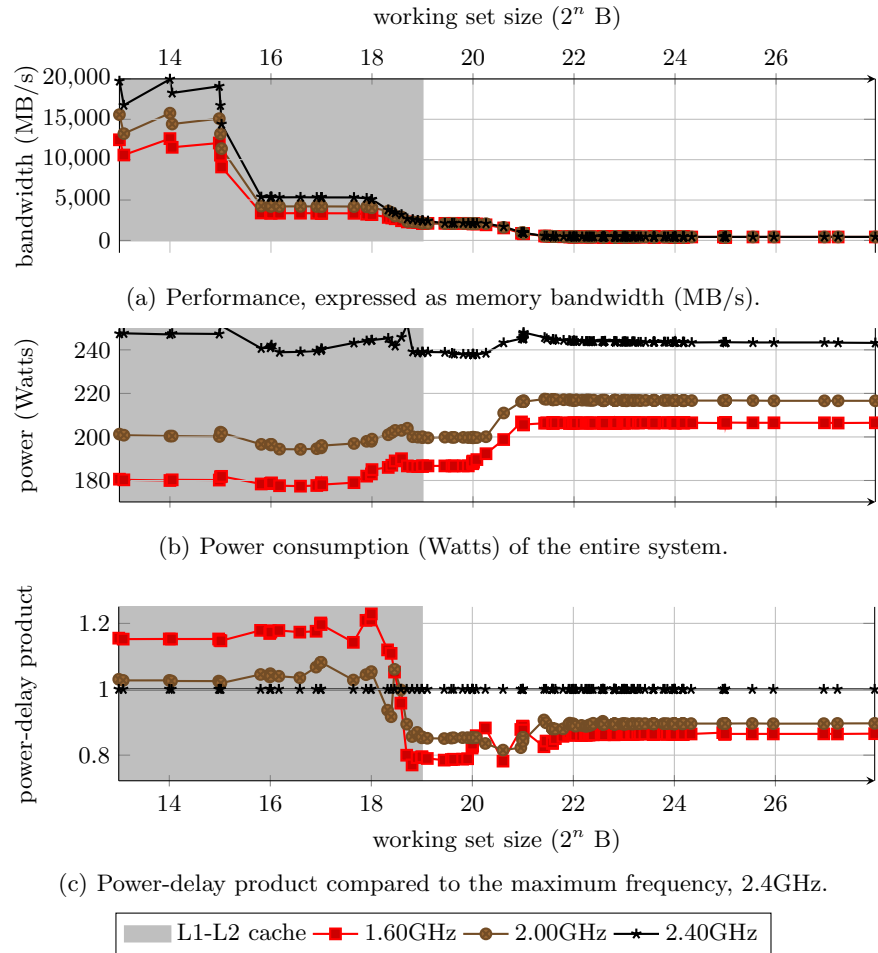 working set size (2ⁿ B)
14 16 18 20 22 24 26
20,000
15,000
10,000
5,000
0
bandwidth (MB/s)
(a) Performance, expressed as memory bandwidth (MB/s).
240
220
200
180
power (Watts)
(b) Power consumption (Watts) of the entire system.
1.2
1
0.8
power-delay product
14 16 18 20 22 24 26
working set size (2ⁿ B)
(c) Power-delay product compared to the maximum frequency, 2.4GHz.
L1-L2 cache 1.60GHz 2.00GHz 2.40GHz